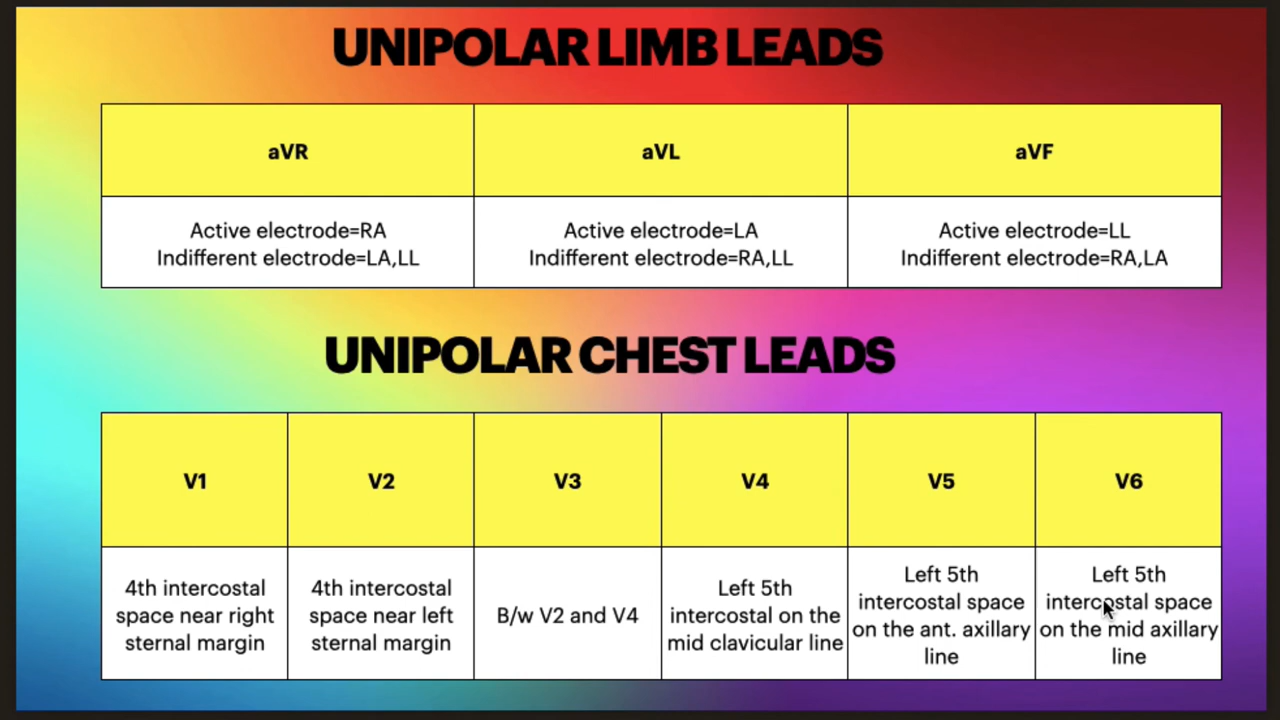 UNIPOLAR LIMB LEADS
aVR
aVL
aVF
Active electrode=RA
Indifferent electrode=LA,LL
Active electrode=LA
Indifferent electrode=RA,LL
Active electrode=LL
Indifferent electrode=RA,LA
UNIPOLAR CHEST LEADS
V1
V2
V3
V4
V5
V6
4th intercostal
space near right
sternal margin
4th intercostal
space near left
sternal margin
B/w V2 and V4
Left 5th
intercostal on the
mid clavicular line
Left 5th
intercostal space
on the ant. axillary
line
Left 5th
intercostal space
on the mid axillary
line